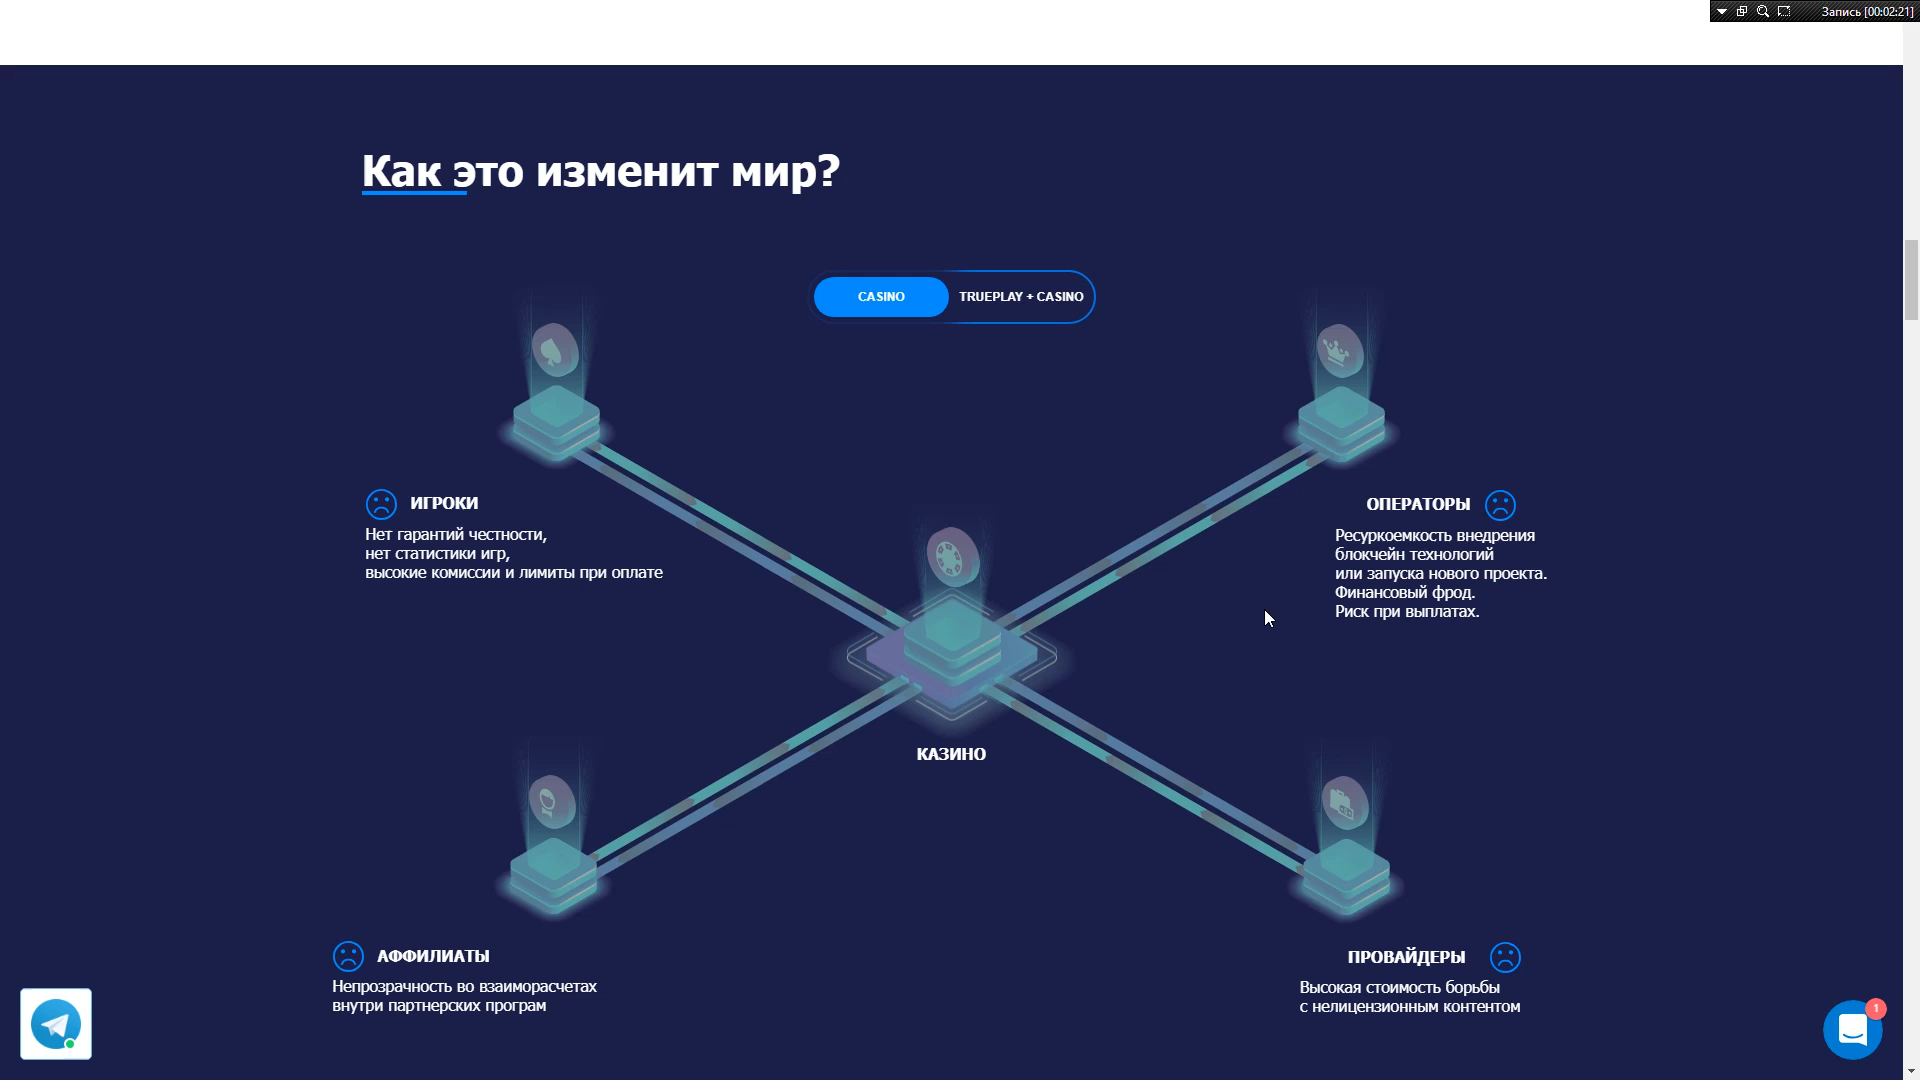 Запись [00:02:21]
Как это изменит мир?
CASINO
TRUEPLAY + CASINO
ИГРОКИ
Нет гарантий честности,
нет статистики игр,
высокие комиссии и лимиты при оплате
ОПЕРАТОРЫ
Ресуркоемкость внедрения
блокчейн технологий
или запуска нового проекта.
Финансовый фрод.
Риск при выплатах.
КАЗИНО
АФФИЛИАТЫ
Непрозрачность во взаиморасчетах
внутри партнерских програм
ПРОВАЙДЕРЫ
Высокая стоимость борьбы
с нелицензионным контентом
1